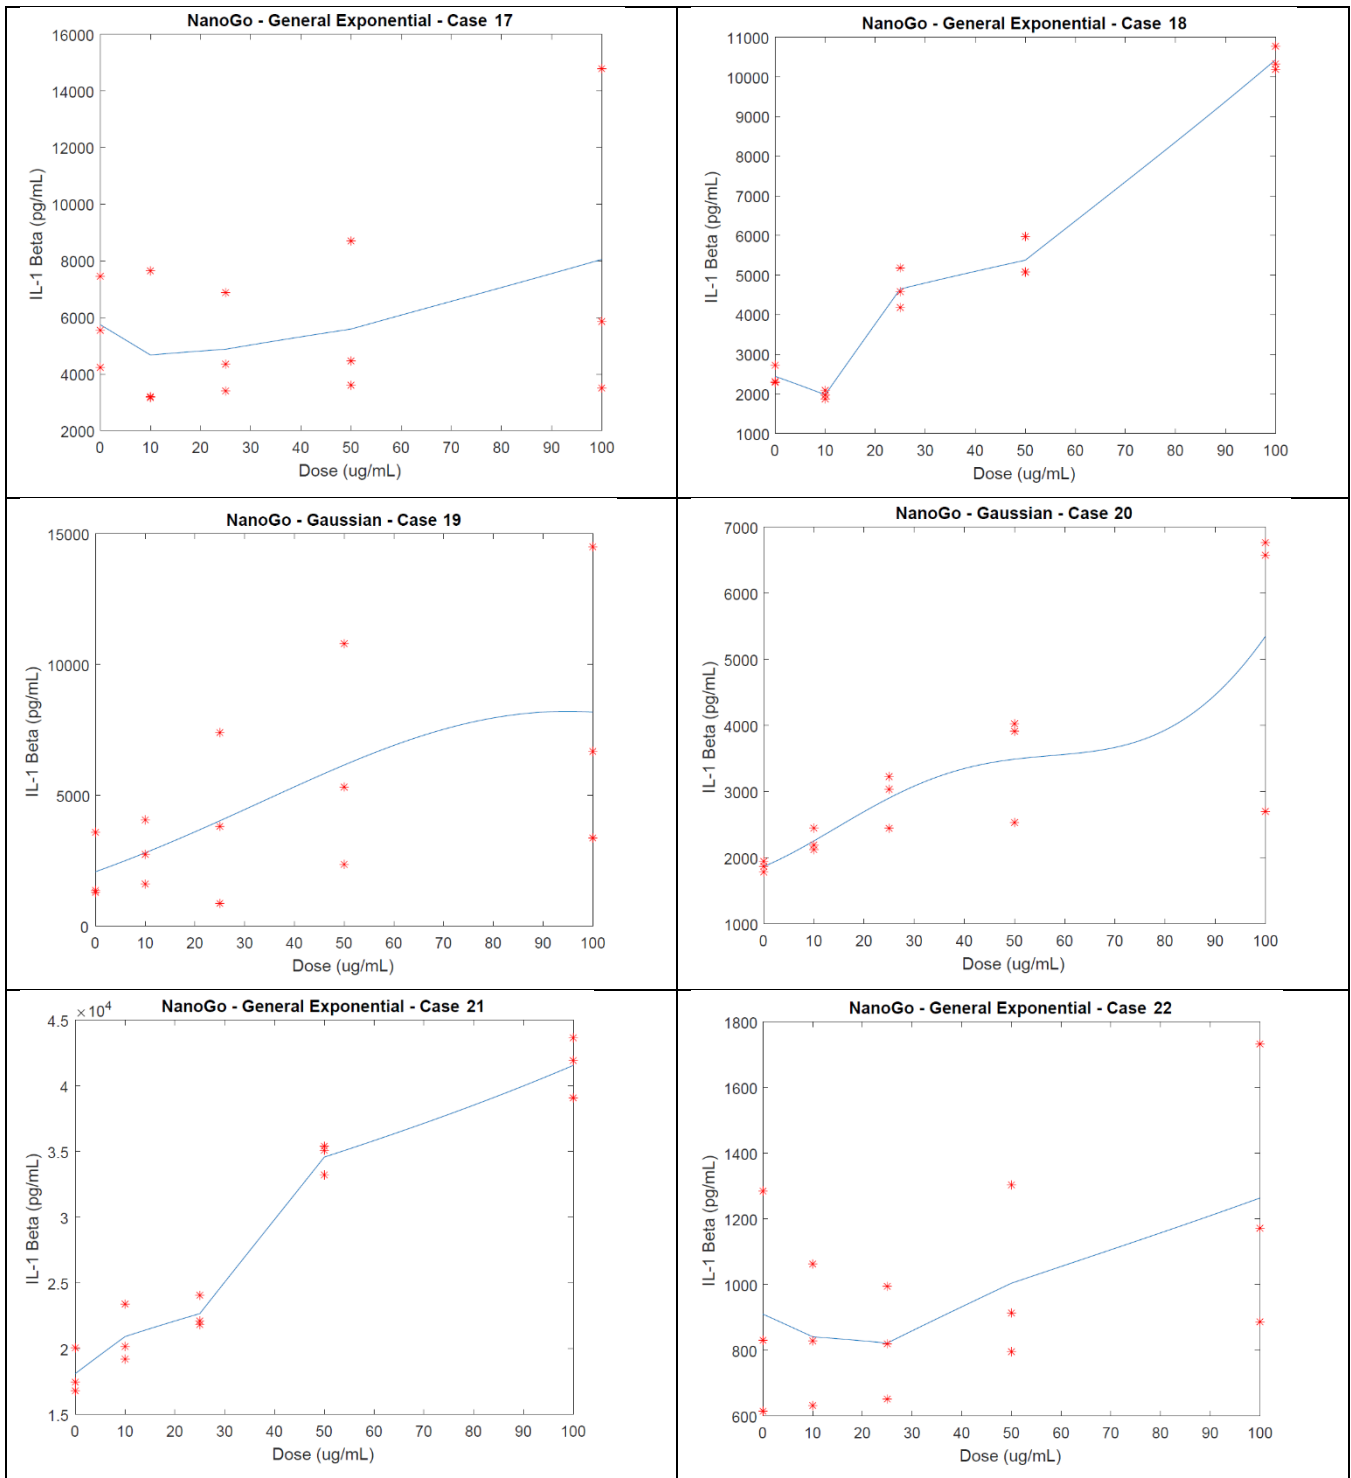 NanoGo - General Exponential - Case 17
16000
14000
12000
10000
8000
6000
4000
2000
IL-1 Beta (pg/mL)
0 10 20 30 40 50 60 70 80 90 100
Dose (ug/mL)
NanoGo - General Exponential - Case 18
11000
10000
9000
8000
7000
6000
5000
4000
3000
2000
1000
IL-1 Beta (pg/mL)
0 10 20 30 40 50 60 70 80 90 100
Dose (ug/mL)
NanoGo - Gaussian - Case 19
15000
10000
5000
0
IL-1 Beta (pg/mL)
0 10 20 30 40 50 60 70 80 90 100
Dose (ug/mL)
NanoGo - Gaussian - Case 20
7000
6000
5000
4000
3000
2000
1000
IL-1 Beta (pg/mL)
0 10 20 30 40 50 60 70 80 90 100
Dose (ug/mL)
NanoGo - General Exponential - Case 21
×10⁴
4.5
4
3.5
3
2.5
2
1.5
IL-1 Beta (pg/mL)
0 10 20 30 40 50 60 70 80 90 100
Dose (ug/mL)
NanoGo - General Exponential - Case 22
1800
1600
1400
1200
1000
800
600
IL-1 Beta (pg/mL)
0 10 20 30 40 50 60 70 80 90 100
Dose (ug/mL)